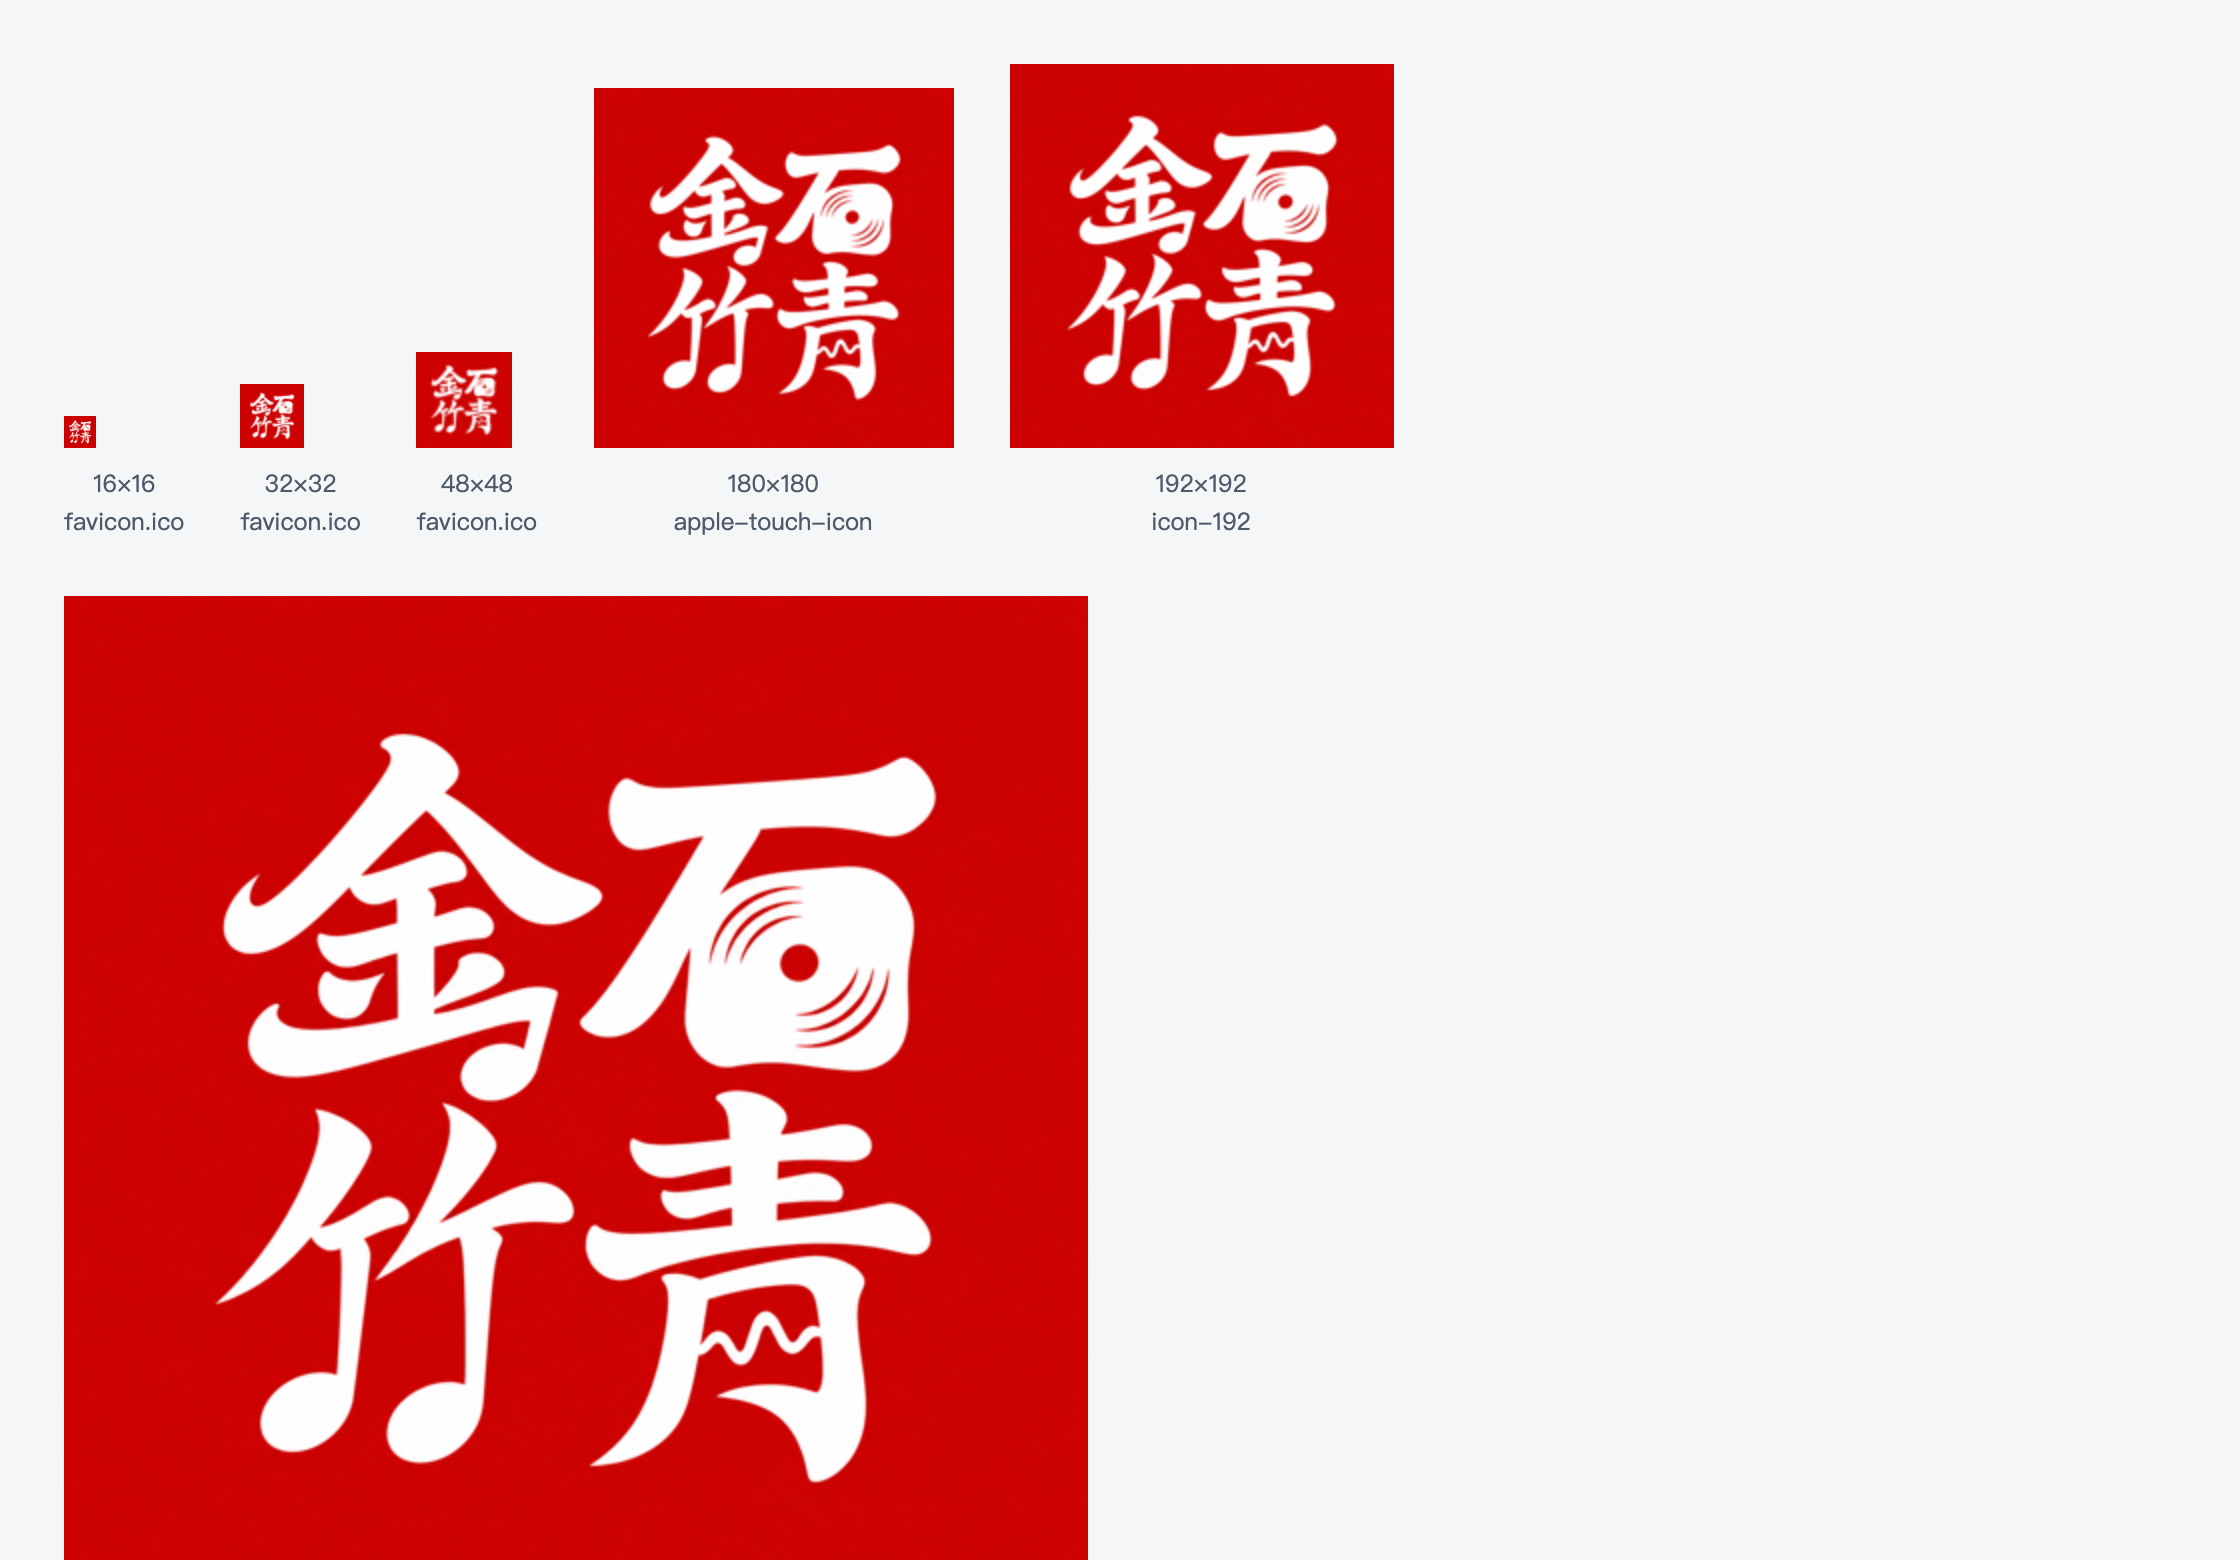 金石
竹青
金石
竹青
金石
竹青
金石
竹青
金石
竹青
16×16
favicon.ico
32×32
favicon.ico
48×48
favicon.ico
180×180
apple-touch-icon
192×192
icon-192
金石
竹青